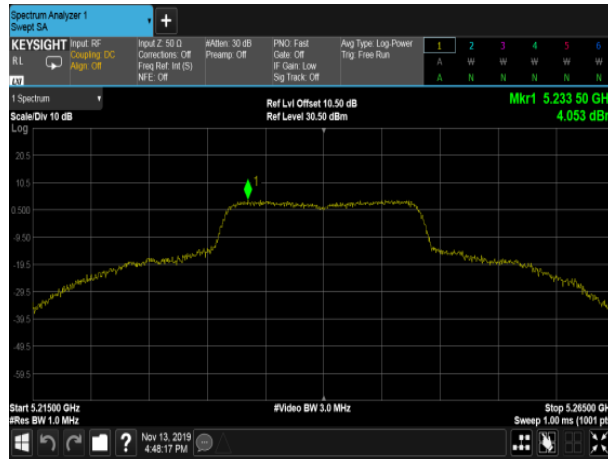 Spectrum Analyzer 1
Swept SA
+
KEYSIGHT
RL
LXI
Input: RF
Coupling: DC
Align: Off
Input Z: 50 Ω
Corrections: Off
Freq Ref: Int (S)
NFE: Off
#Atten: 30 dB
Preamp: Off
PNO: Fast
Gate: Off
IF Gain: Low
Sig Track: Off
Avg Type: Log-Power
Trig: Free Run
1 2 3 4 5 6
A W W W W W
A N N N N N
1 Spectrum
Scale/Div 10 dB
Log
Ref Lvl Offset 10.50 dB
Ref Level 30.50 dBm
Mkr1 5.233 50 GH
4.053 dBr
20.5
10.5
0.500
-9.50
-19.5
-29.5
-39.5
-49.5
-59.5
1
Start 5.21500 GHz
#Res BW 1.0 MHz
#Video BW 3.0 MHz
Stop 5.26500 GH
Sweep 1.00 ms (1001 pt
?
Nov 13, 2019
4:48:17 PM